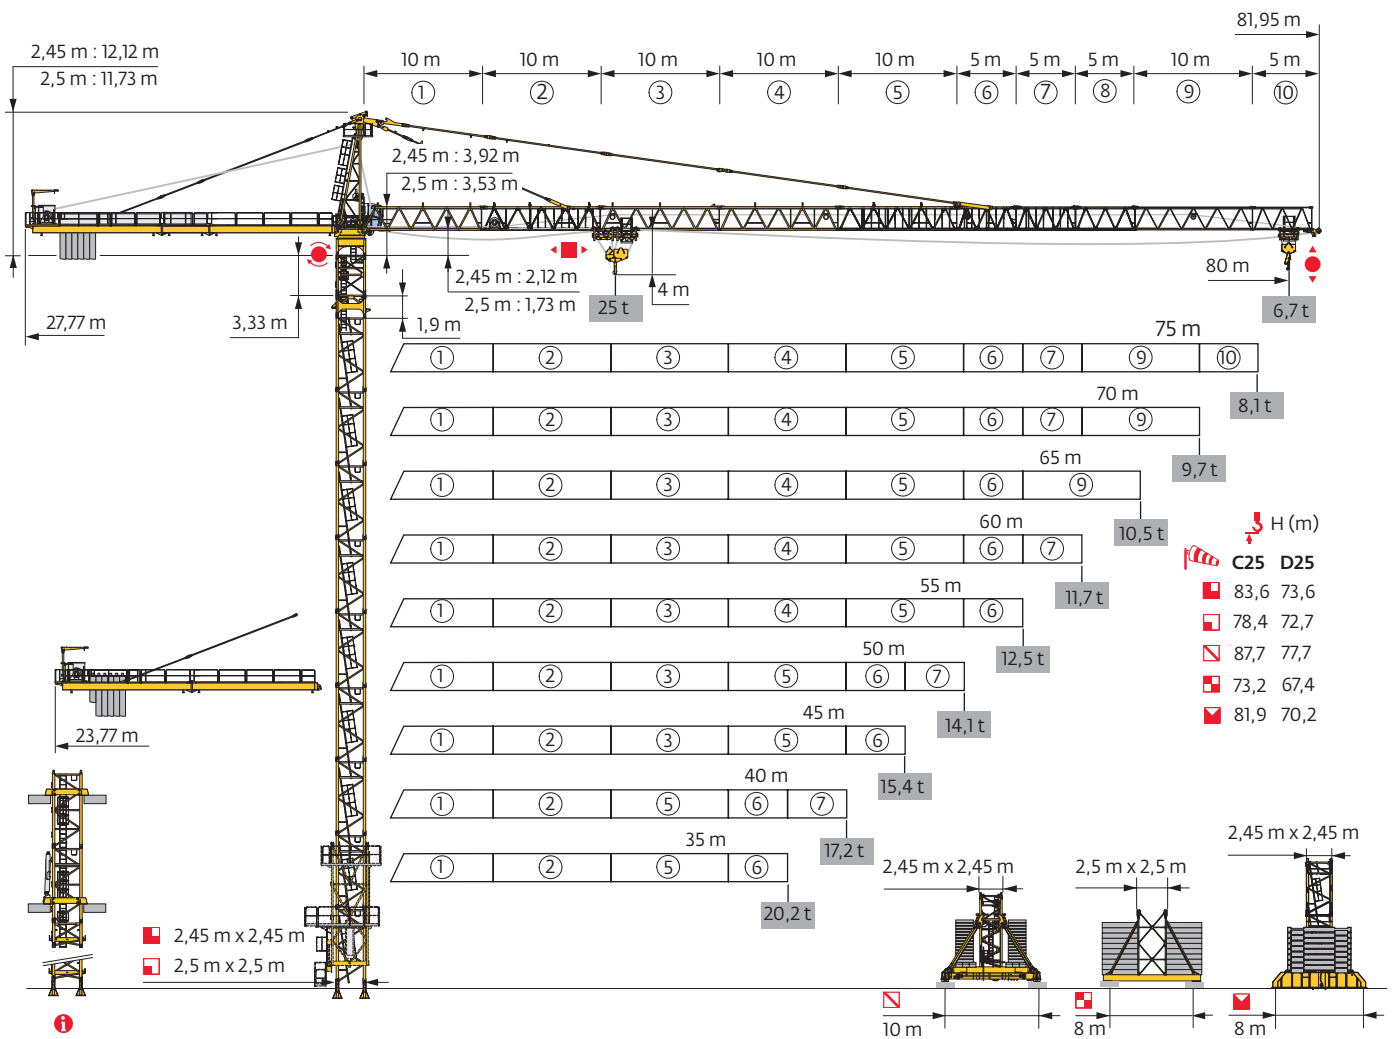 81,95 m
2,45 m : 12,12 m
2,5 m : 11,73 m
10 m 10 m 10 m 10 m 10 m 5 m 5 m 5 m 10 m 5 m
① ② ③ ④ ⑤ ⑥ ⑦ ⑧ ⑨ ⑩
2,45 m : 3,92 m
2,5 m : 3,53 m
2,45 m : 2,12 m
2,5 m : 1,73 m
4 m
80 m
25 t
6,7 t
27,77 m
3,33 m
1,9 m
75 m
① ② ③ ④ ⑤ ⑥ ⑦ ⑨ ⑩
8,1 t
70 m
① ② ③ ④ ⑤ ⑥ ⑦ ⑨
9,7 t
65 m
① ② ③ ④ ⑤ ⑥ ⑨
10,5 t
60 m
① ② ③ ④ ⑤ ⑥ ⑦
11,7 t
55 m
① ② ③ ④ ⑤ ⑥
12,5 t
50 m
① ② ③ ⑤ ⑥ ⑦
14,1 t
45 m
① ② ③ ⑤ ⑥
15,4 t
40 m
① ② ⑤ ⑥ ⑦
17,2 t
35 m
① ② ⑤ ⑥
20,2 t
H (m)
C25 D25
83,6 73,6
78,4 72,7
87,7 77,7
73,2 67,4
81,9 70,2
23,77 m
2,45 m x 2,45 m
2,5 m x 2,5 m
i
2,45 m x 2,45 m
10 m
2,5 m x 2,5 m
8 m
2,45 m x 2,45 m
8 m